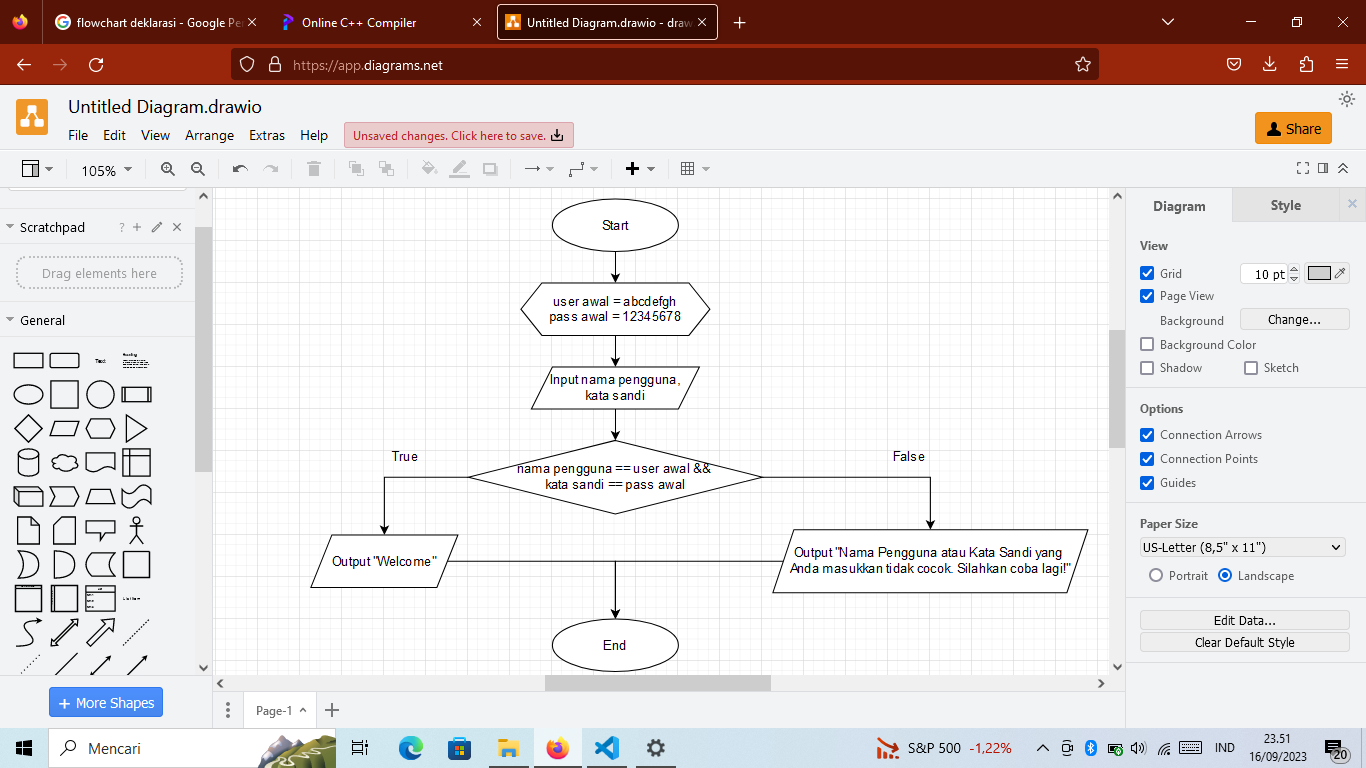 flowchart deklarasi - Google Pe
Online C++ Compiler
Untitled Diagram.drawio - draw
https://app.diagrams.net
Untitled Diagram.drawio
File Edit View Arrange Extras Help
Unsaved changes. Click here to save.
Share
105%
Scratchpad
?
Drag elements here
General
Text
Heading
List Item
+ More Shapes
Start
user awal = abcdefgh
pass awal = 12345678
Input nama pengguna,
kata sandi
True
False
nama pengguna == user awal &&
kata sandi == pass awal
Output "Welcome"
Output "Nama Pengguna atau Kata Sandi yang
Anda masukkan tidak cocok. Silahkan coba lagi!"
End
Page-1
Diagram
Style
View
Grid
10 pt
Page View
Background
Change...
Background Color
Shadow
Sketch
Options
Connection Arrows
Connection Points
Guides
Paper Size
US-Letter (8,5" x 11")
Portrait
Landscape
Edit Data...
Clear Default Style
Mencari
S&P 500 -1,22%
IND
23.51
16/09/2023
20